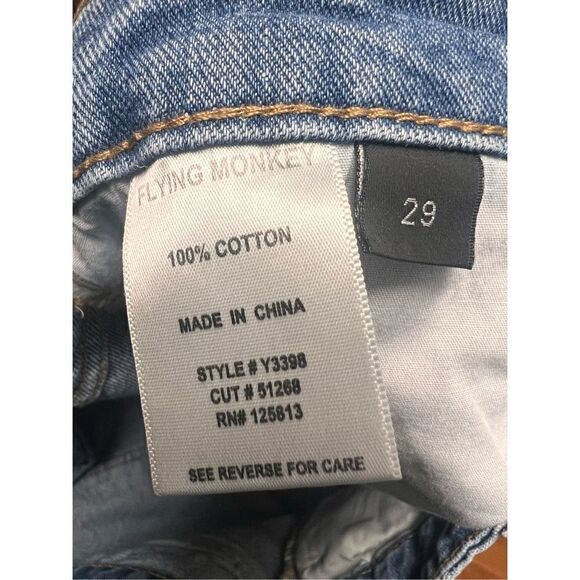 FLYING MONKEY
100% COTTON
MADE IN CHINA
STYLE # Y3398
CUT # 51268
RN# 125813
SEE REVERSE FOR CARE
29